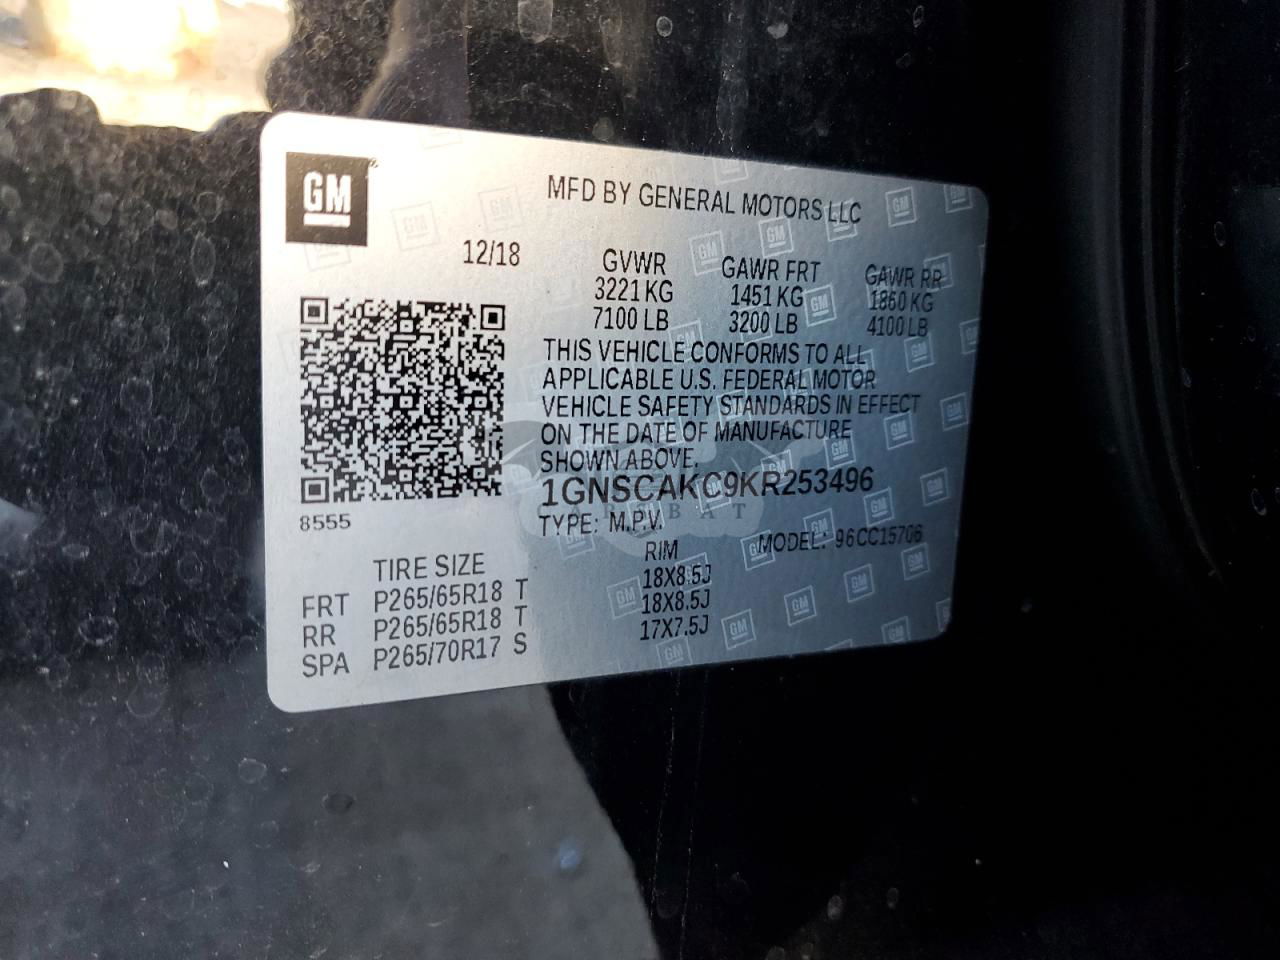 GM
MFD BY GENERAL MOTORS LLC
12/18
GVWR GAWR FRT GAWR RR
3221 KG 1451 KG 1860 KG
7100 LB 3200 LB 4100 LB
THIS VEHICLE CONFORMS TO ALL
APPLICABLE U.S. FEDERAL MOTOR
VEHICLE SAFETY STANDARDS IN EFFECT
ON THE DATE OF MANUFACTURE
SHOWN ABOVE.
1GNSCAKC9KR253496
8555
TYPE: M.P.V. MODEL: 96CC15706
TIRE SIZE RIM
FRT P265/65R18 T 18X8.5J
RR P265/65R18 T 18X8.5J
SPA P265/70R17 S 17X7.5J